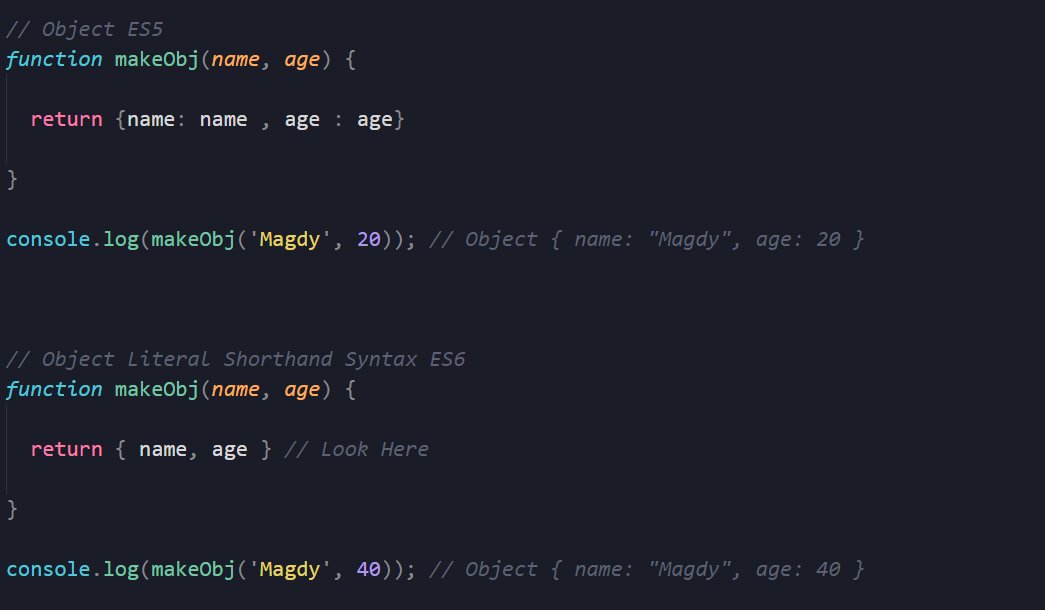 // Object ES5
function makeObj(name, age) {
return {name: name , age : age}
}
console.log(makeObj('Magdy', 20)); // Object { name: "Magdy", age: 20 }
// Object Literal Shorthand Syntax ES6
function makeObj(name, age) {
return { name, age } // Look Here
}
console.log(makeObj('Magdy', 40)); // Object { name: "Magdy", age: 40 }